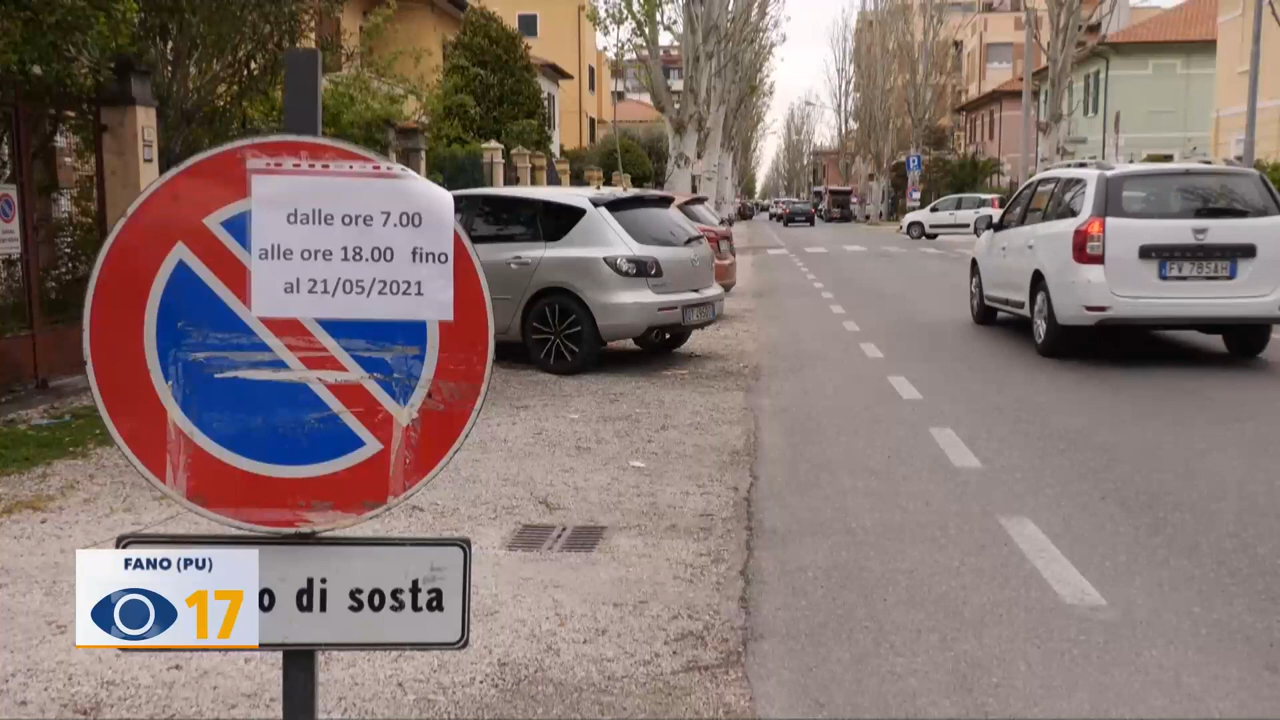 dalle ore 7.00
alle ore 18.00 fino
al 21/05/2021
o di sosta
FANO (PU)
17
P
FV 785AH